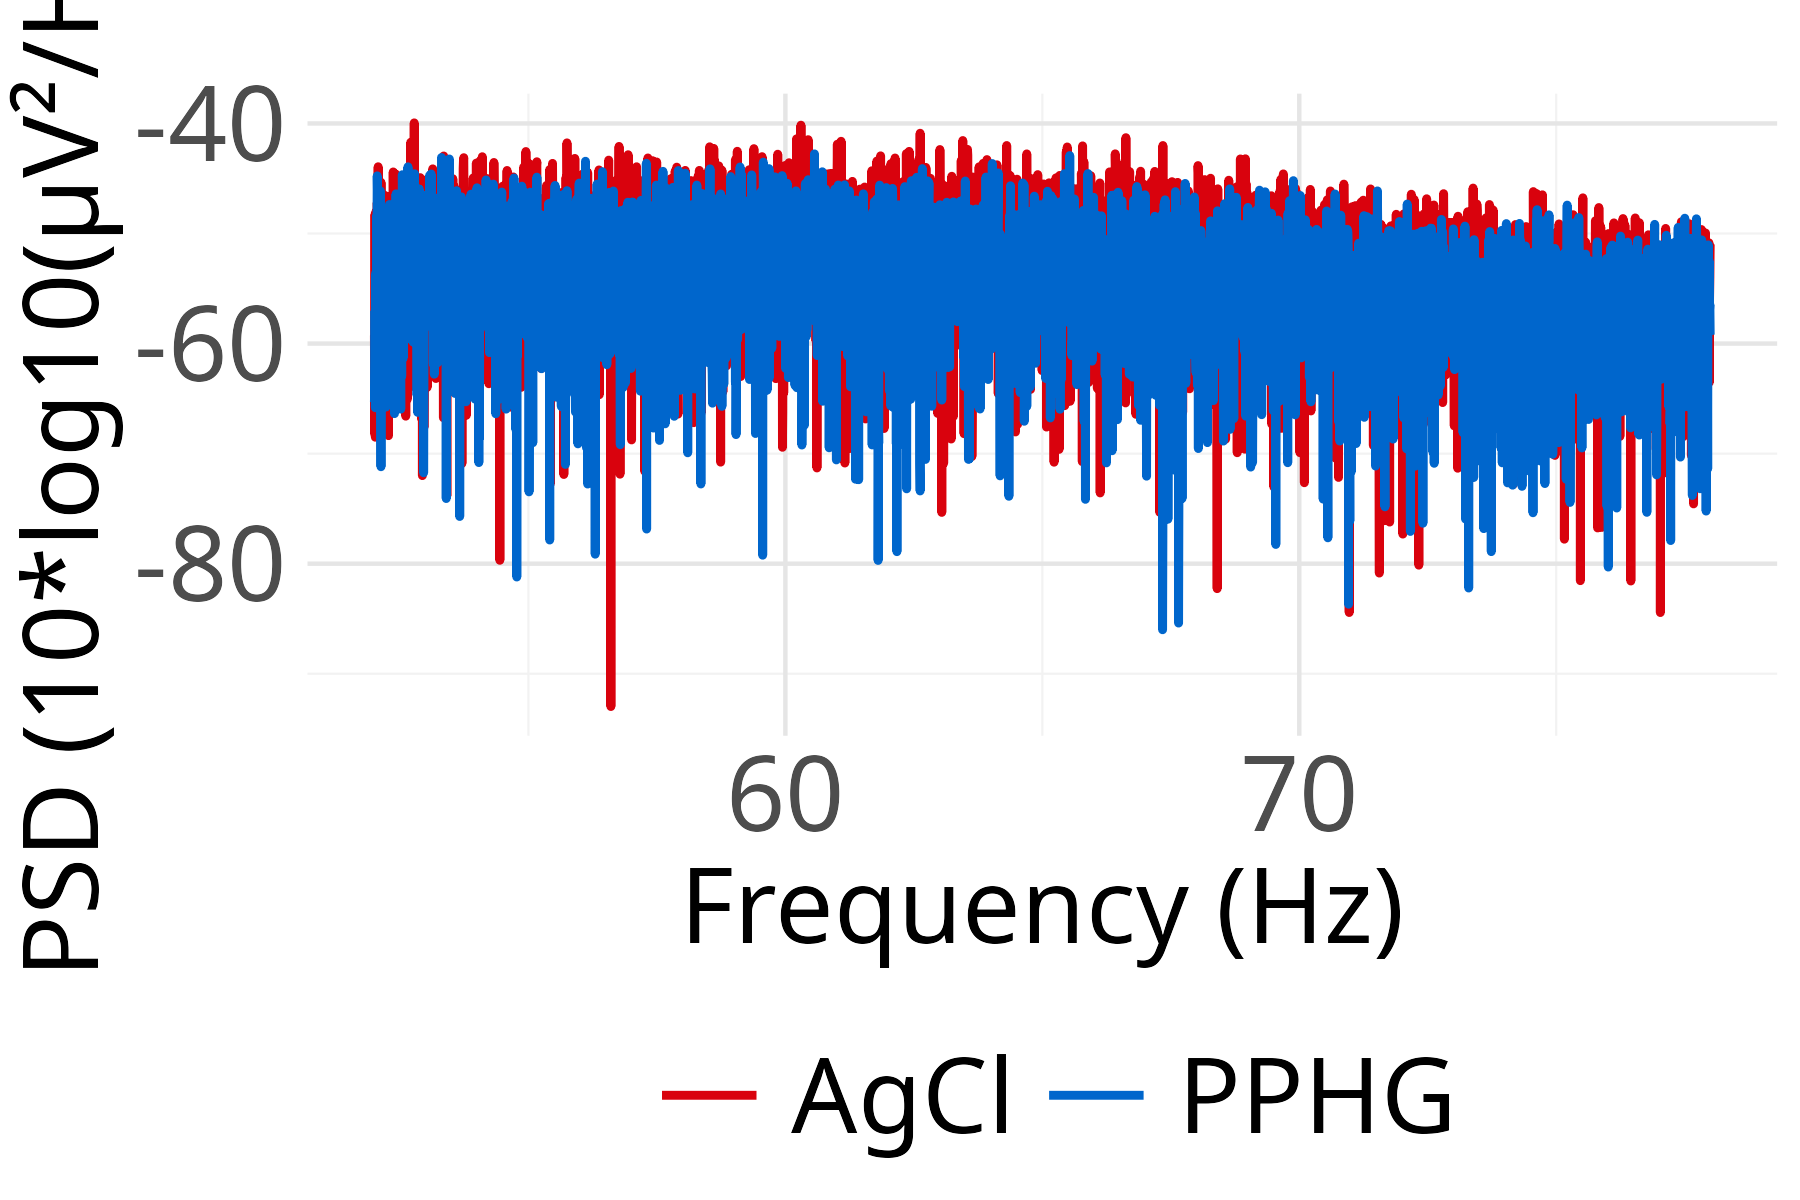 PSD (10*log10(µV²/H
-40
-60
-80
60 70
Frequency (Hz)
AgCl PPHG